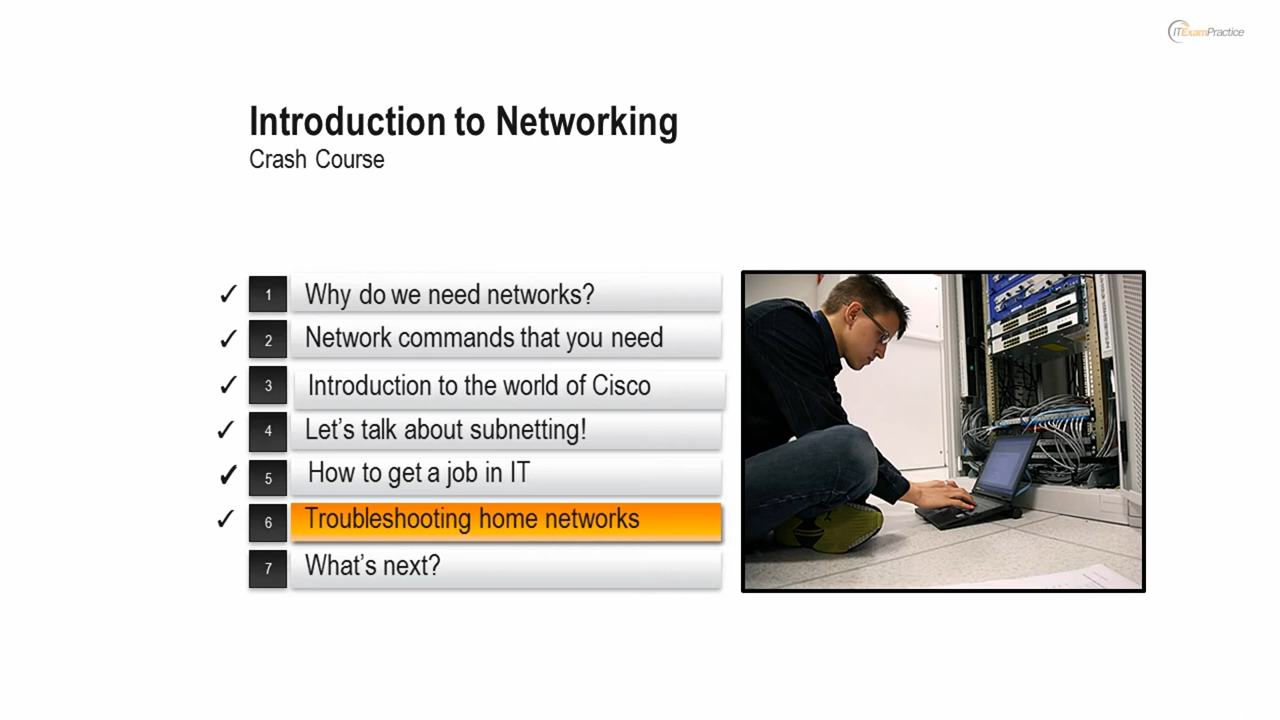 ITExamPractice
Introduction to Networking
Crash Course
✓ 1 Why do we need networks?
✓ 2 Network commands that you need
✓ 3 Introduction to the world of Cisco
✓ 4 Let's talk about subnetting!
✓ 5 How to get a job in IT
✓ 6 Troubleshooting home networks
7 What's next?